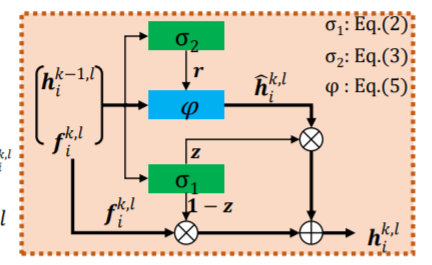 σ₂
σ₁: Eq.(2)
σ₂: Eq.(3)
φ : Eq.(5)
r
h_i^{k-1,l}
φ
ĥ_i^{k,l}
f_i^{k,l}
z
σ₁
1 − z
f_i^{k,l}
h_i^{k,l}
k,l
i
l